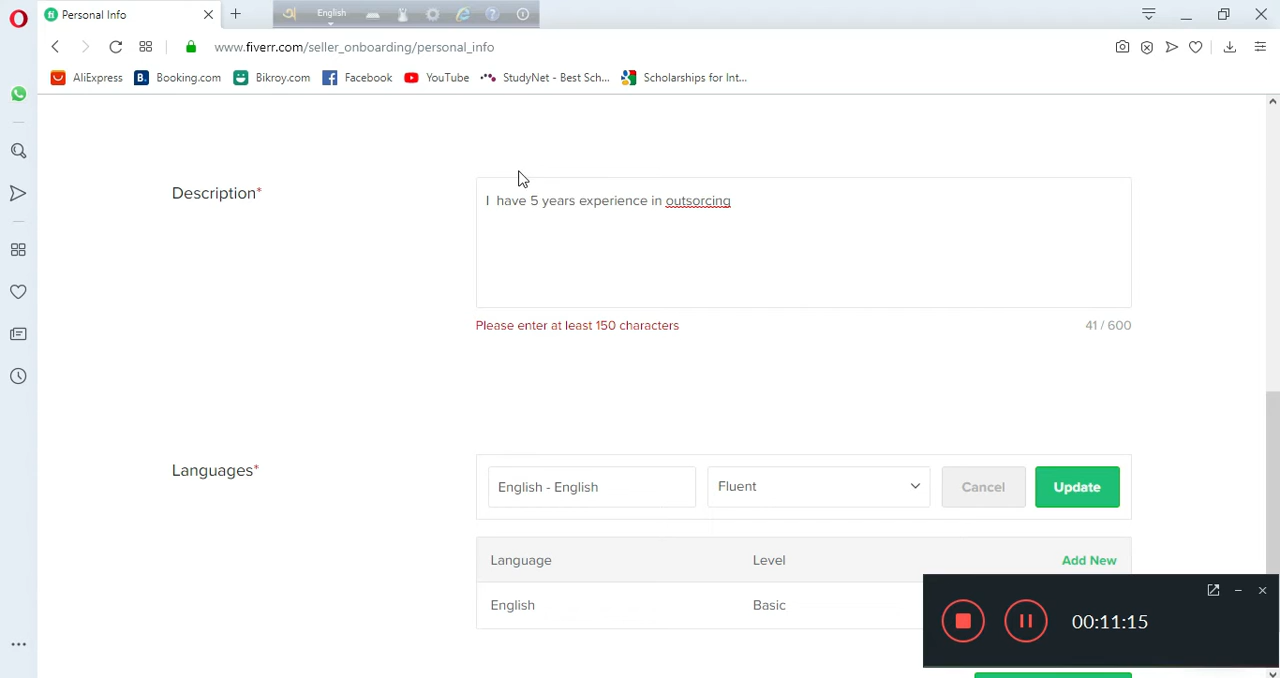 Personal Info
English
www.fiverr.com/seller_onboarding/personal_info
AliExpress Booking.com Bikroy.com Facebook YouTube StudyNet - Best Sch... Scholarships for Int...
Description*
I have 5 years experience in outsorcing
Please enter at least 150 characters 41 / 600
Languages*
English - English Fluent Cancel Update
Language Level Add New
English Basic
00:11:15